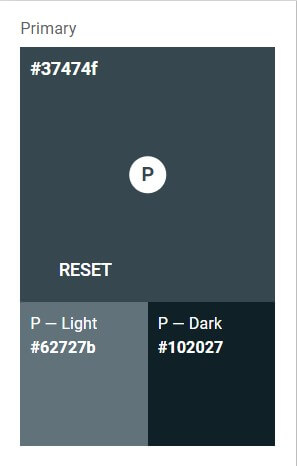 Primary
#37474f
P
RESET
P — Light
#62727b
P — Dark
#102027